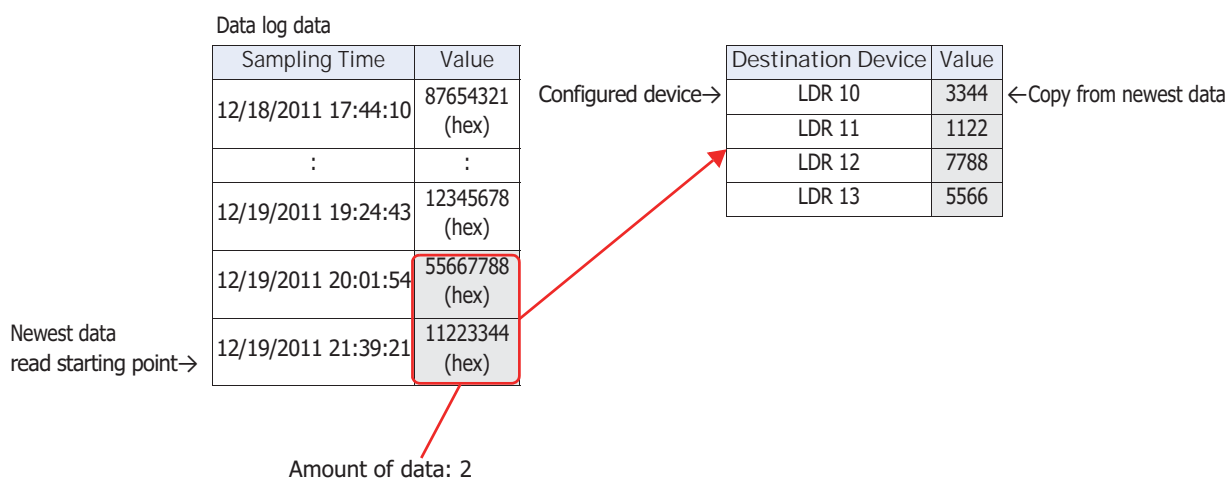 Data log data
Sampling Time Value
12/18/2011 17:44:10 87654321
(hex)
: :
12/19/2011 19:24:43 12345678
(hex)
12/19/2011 20:01:54 55667788
(hex)
Newest data
read starting point→ 12/19/2011 21:39:21 11223344
(hex)
Amount of data: 2
Destination Device Value
Configured device→ LDR 10 3344 ←Copy from newest data
LDR 11 1122
LDR 12 7788
LDR 13 5566